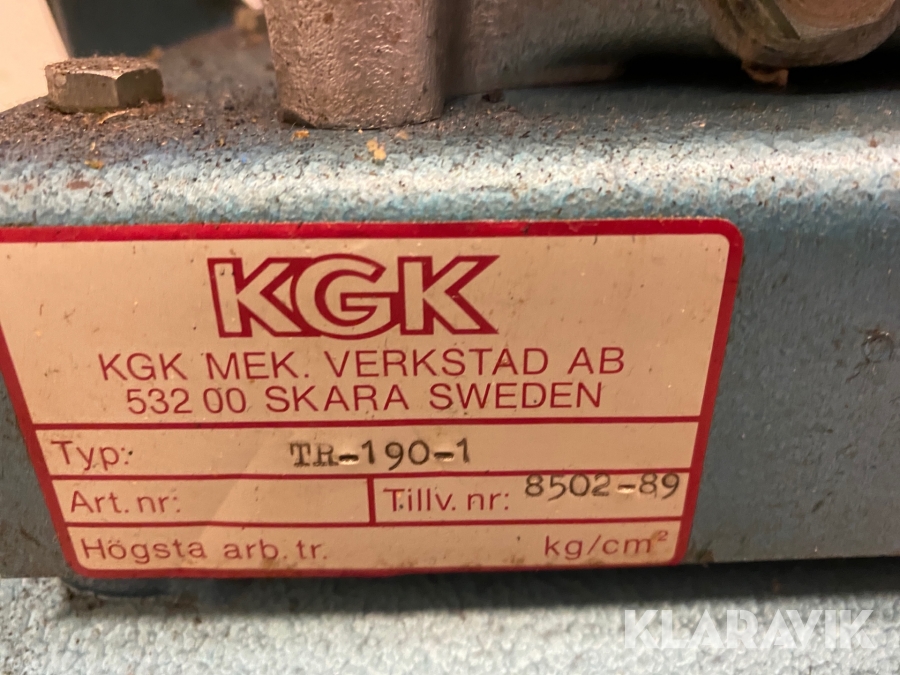 KGK
KGK MEK. VERKSTAD AB
532 00 SKARA SWEDEN
Typ: TR-190-1
Art. nr: Tillv. nr: 8502-89
Högsta arb. tr. kg/cm²
KLARAVIK